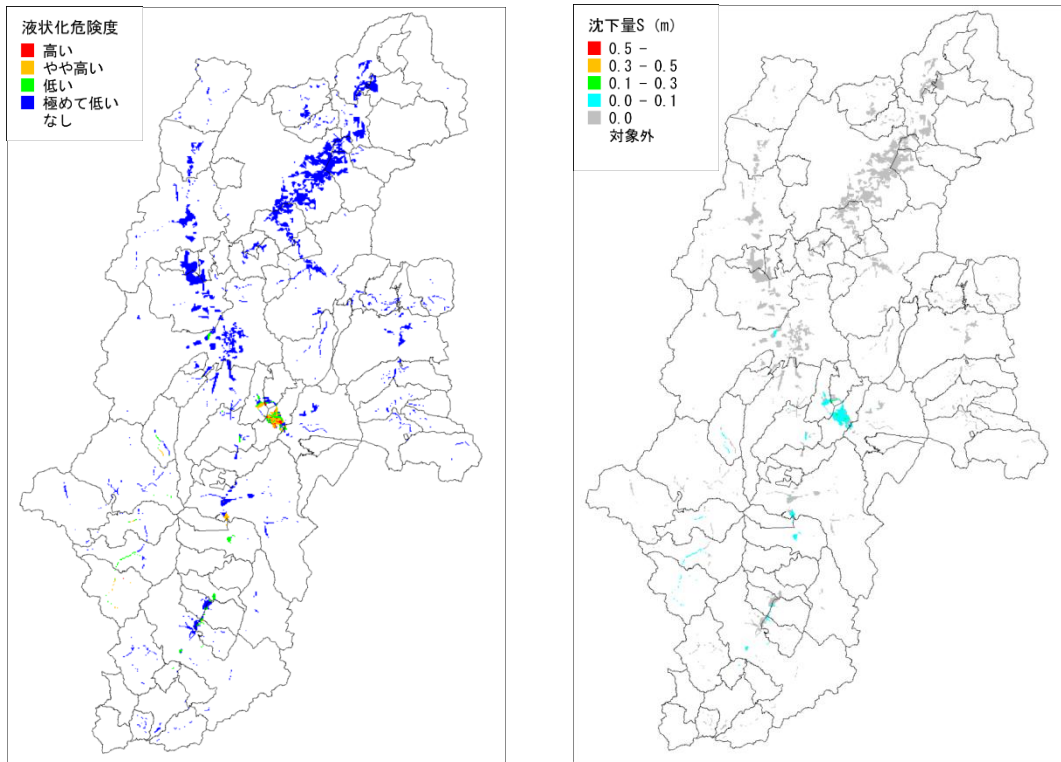 液状化危険度
高い
やや高い
低い
極めて低い
なし
沈下量S (m)
0.5 -
0.3 - 0.5
0.1 - 0.3
0.0 - 0.1
0.0
対象外